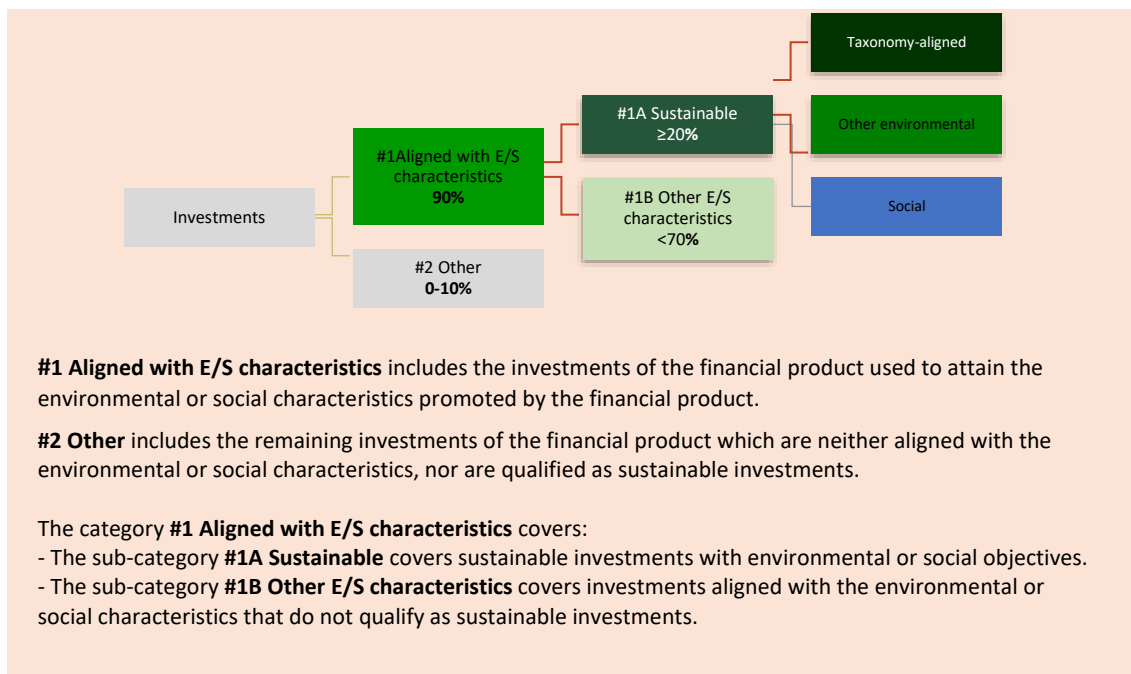 Taxonomy-aligned
#1A Sustainable
≥20%
Other environmental
#1Aligned with E/S
characteristics
90%
Investments
#1B Other E/S
characteristics
<70%
Social
#2 Other
0-10%
#1 Aligned with E/S characteristics includes the investments of the financial product used to attain the
environmental or social characteristics promoted by the financial product.
#2 Other includes the remaining investments of the financial product which are neither aligned with the
environmental or social characteristics, nor are qualified as sustainable investments.
The category #1 Aligned with E/S characteristics covers:
- The sub-category #1A Sustainable covers sustainable investments with environmental or social objectives.
- The sub-category #1B Other E/S characteristics covers investments aligned with the environmental or
social characteristics that do not qualify as sustainable investments.